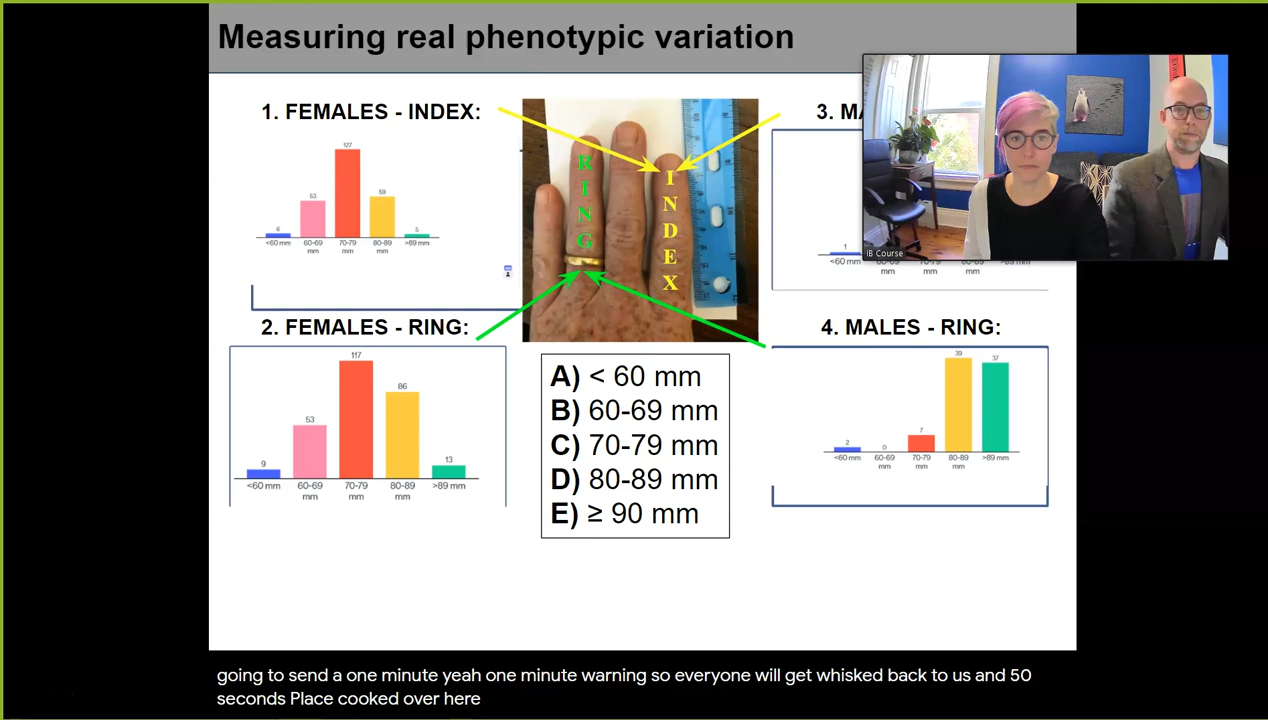 Measuring real phenotypic variation
1. FEMALES - INDEX:
127
53
59
6
5
<60 mm
60-69 mm
70-79 mm
80-89 mm
>89 mm
RING
INDEX
3. MA
1
<60 mm
IB Course
2. FEMALES - RING:
117
86
53
9
13
<60 mm
60-69 mm
70-79 mm
80-89 mm
>89 mm
A) < 60 mm
B) 60-69 mm
C) 70-79 mm
D) 80-89 mm
E) ≥ 90 mm
4. MALES - RING:
39
37
7
2
0
<60 mm
60-69 mm
70-79 mm
80-89 mm
>89 mm
going to send a one minute yeah one minute warning so everyone will get whisked back to us and 50
seconds Place cooked over here